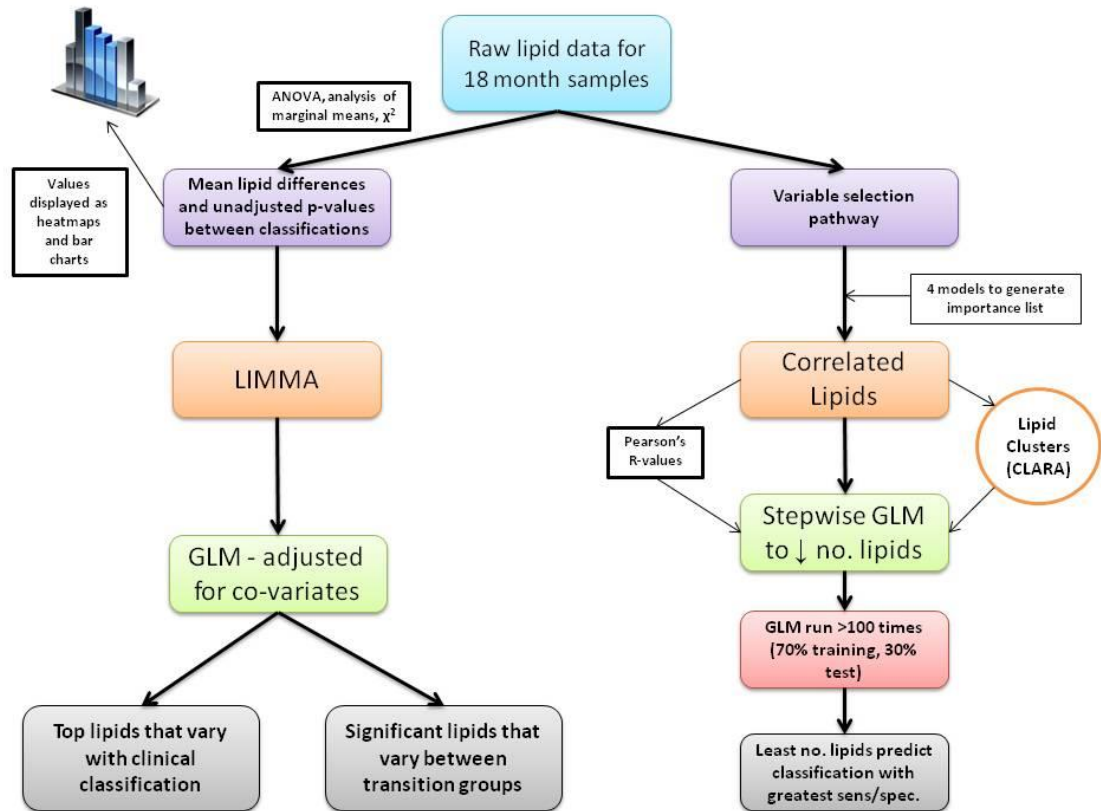 Raw lipid data for
18 month samples
ANOVA, analysis of
marginal means, χ²
Values
displayed as
heatmaps
and bar
charts
Mean lipid differences
and unadjusted p-values
between classifications
Variable selection
pathway
4 models to generate
importance list
LIMMA
Correlated
Lipids
Pearson's
R-values
Lipid
Clusters
(CLARA)
GLM - adjusted
for co-variates
Stepwise GLM
to ↓ no. lipids
GLM run >100 times
(70% training, 30%
test)
Top lipids that vary
with clinical
classification
Significant lipids that
vary between
transition groups
Least no. lipids predict
classification with
greatest sens/spec.